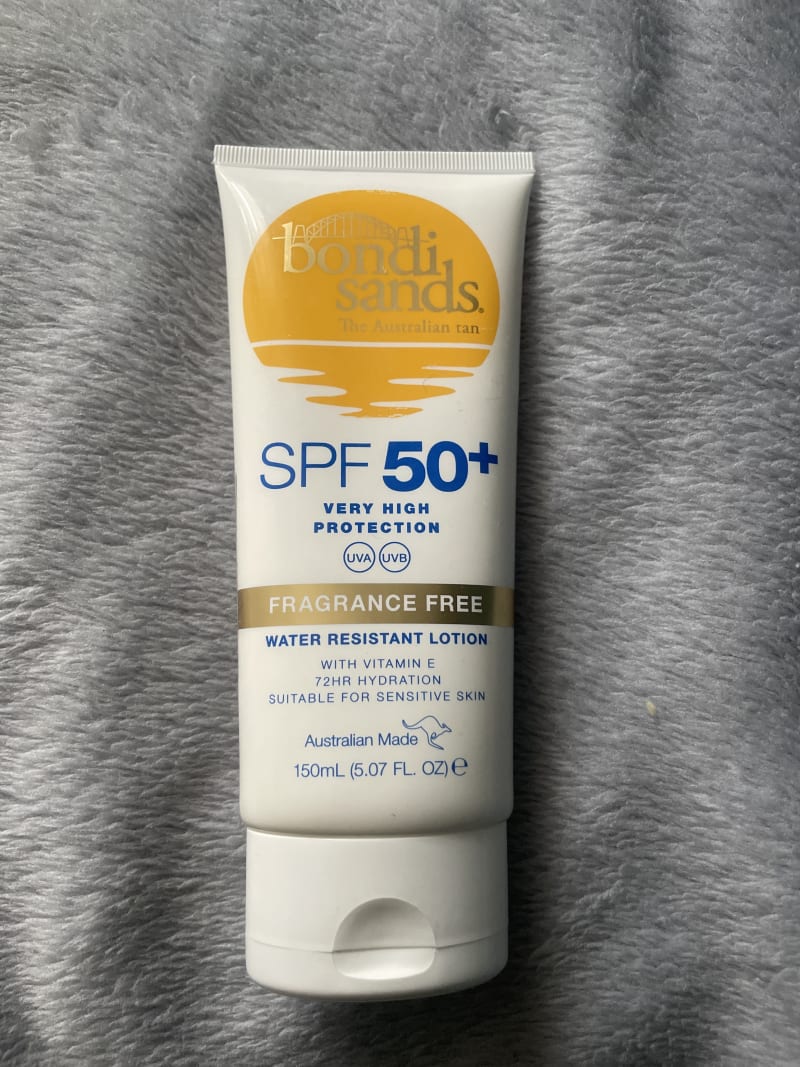 bondi
sands.
The Australian tan
SPF 50+
VERY HIGH
PROTECTION
UVA UVB
FRAGRANCE FREE
WATER RESISTANT LOTION
WITH VITAMIN E
72HR HYDRATION
SUITABLE FOR SENSITIVE SKIN
Australian Made
150mL (5.07 FL. OZ) ℮